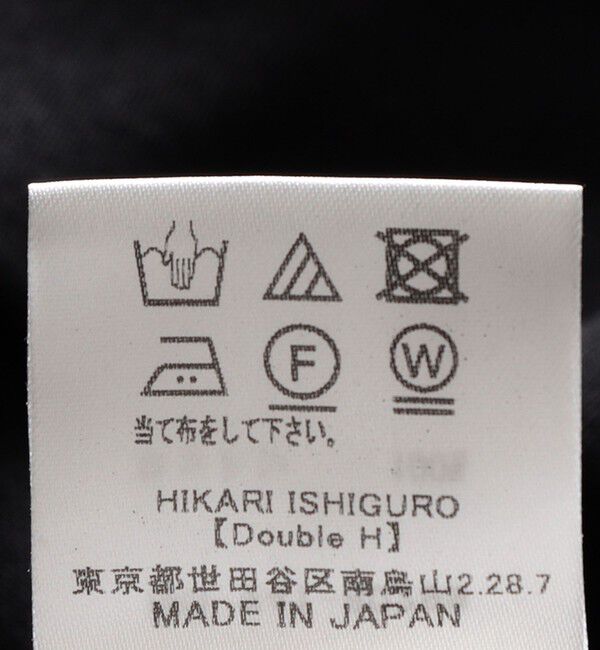 F W
当て布をして下さい。
HIKARI ISHIGURO
【Double H】
東京都世田谷区南烏山2.28.7
MADE IN JAPAN